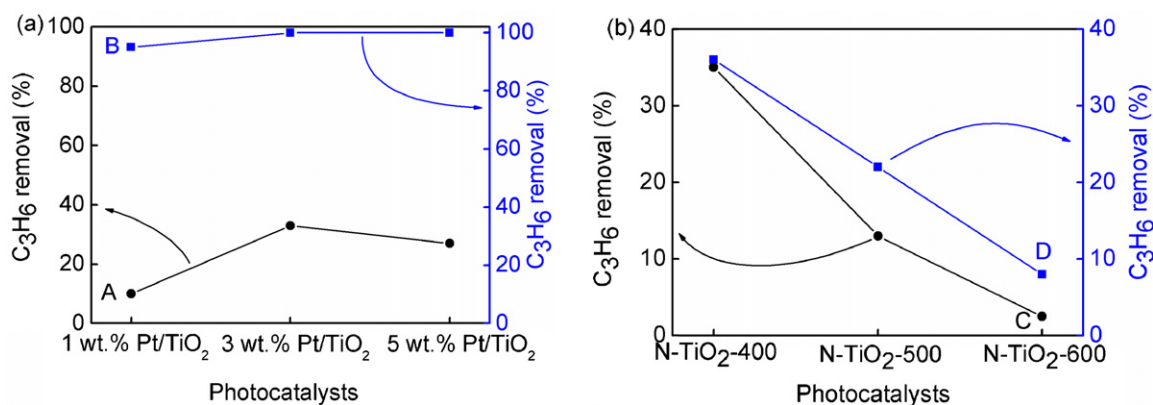 (a)
C3H6 removal (%)
100
80
60
40
20
0
B
A
1 wt.% Pt/TiO2 3 wt.% Pt/TiO2 5 wt.% Pt/TiO2
Photocatalysts
100
80
60
40
20
0
C3H6 removal (%)
(b)
C3H6 removal (%)
40
30
20
10
0
D
C
N-TiO2-400 N-TiO2-500 N-TiO2-600
Photocatalysts
40
30
20
10
0
C3H6 removal (%)